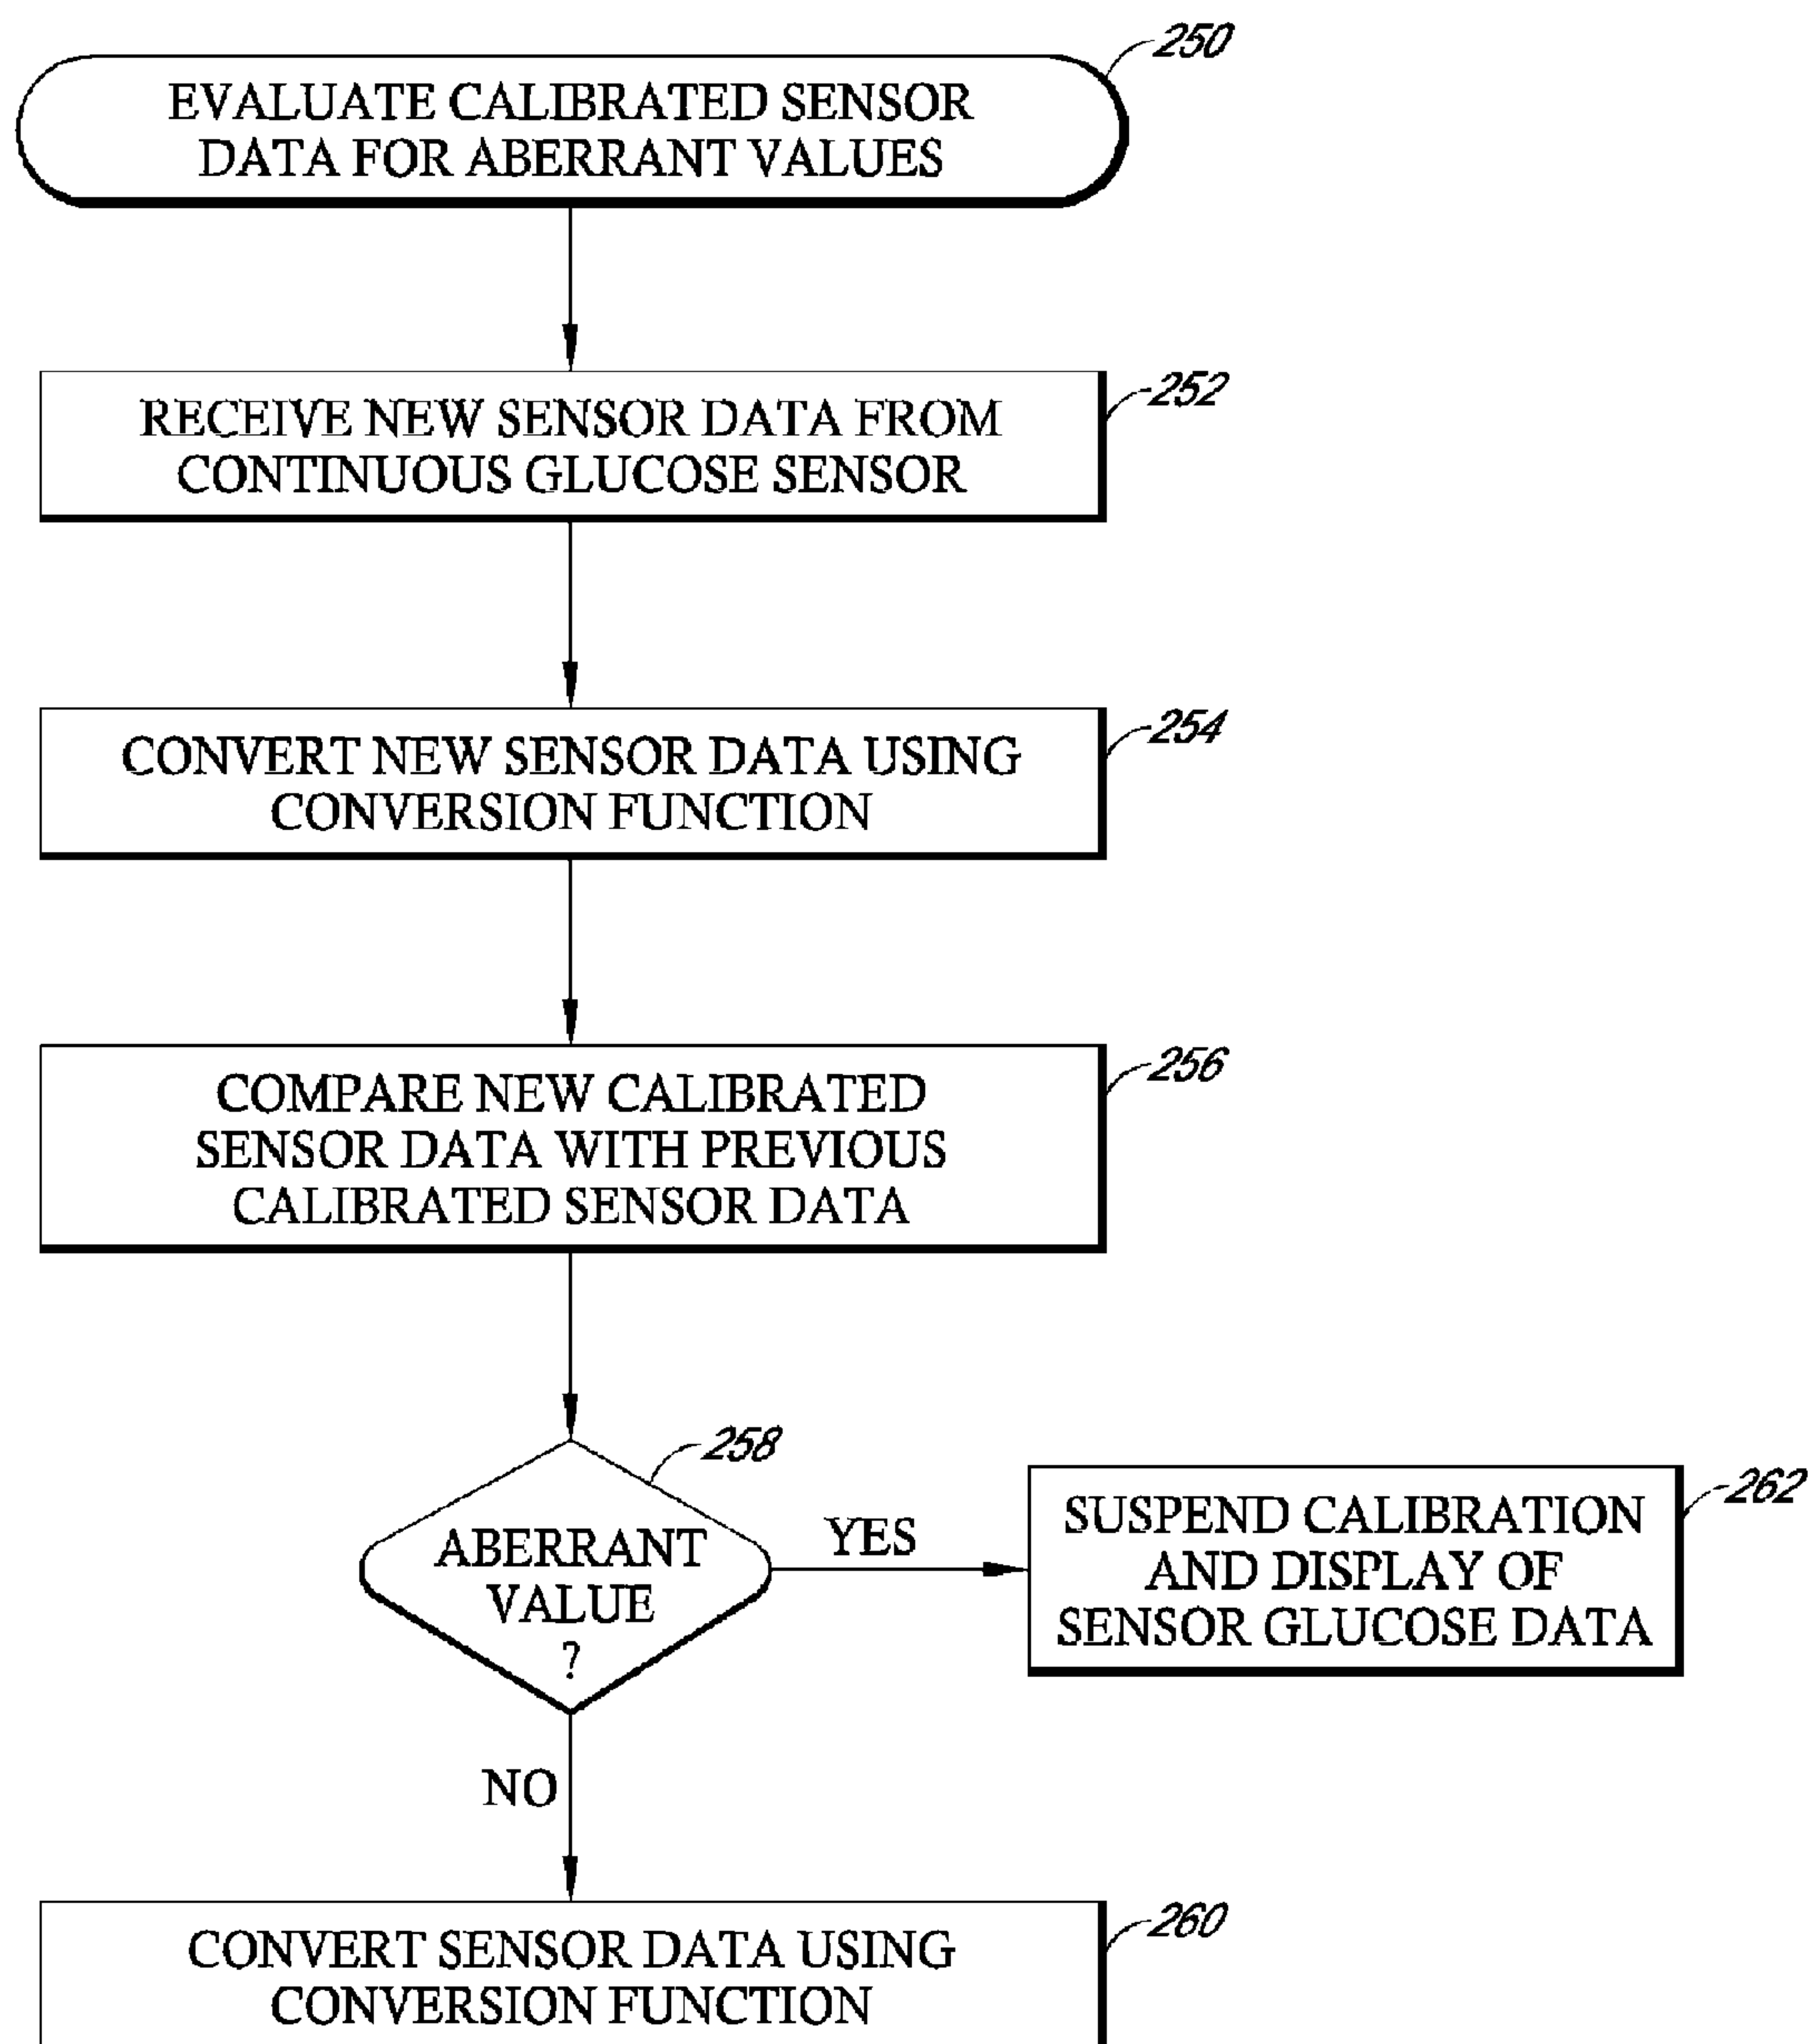 250
EVALUATE CALIBRATED SENSOR
DATA FOR ABERRANT VALUES
252
RECEIVE NEW SENSOR DATA FROM
CONTINUOUS GLUCOSE SENSOR
254
CONVERT NEW SENSOR DATA USING
CONVERSION FUNCTION
256
COMPARE NEW CALIBRATED
SENSOR DATA WITH PREVIOUS
CALIBRATED SENSOR DATA
258
ABERRANT
VALUE
?
YES
262
SUSPEND CALIBRATION
AND DISPLAY OF
SENSOR GLUCOSE DATA
NO
260
CONVERT SENSOR DATA USING
CONVERSION FUNCTION